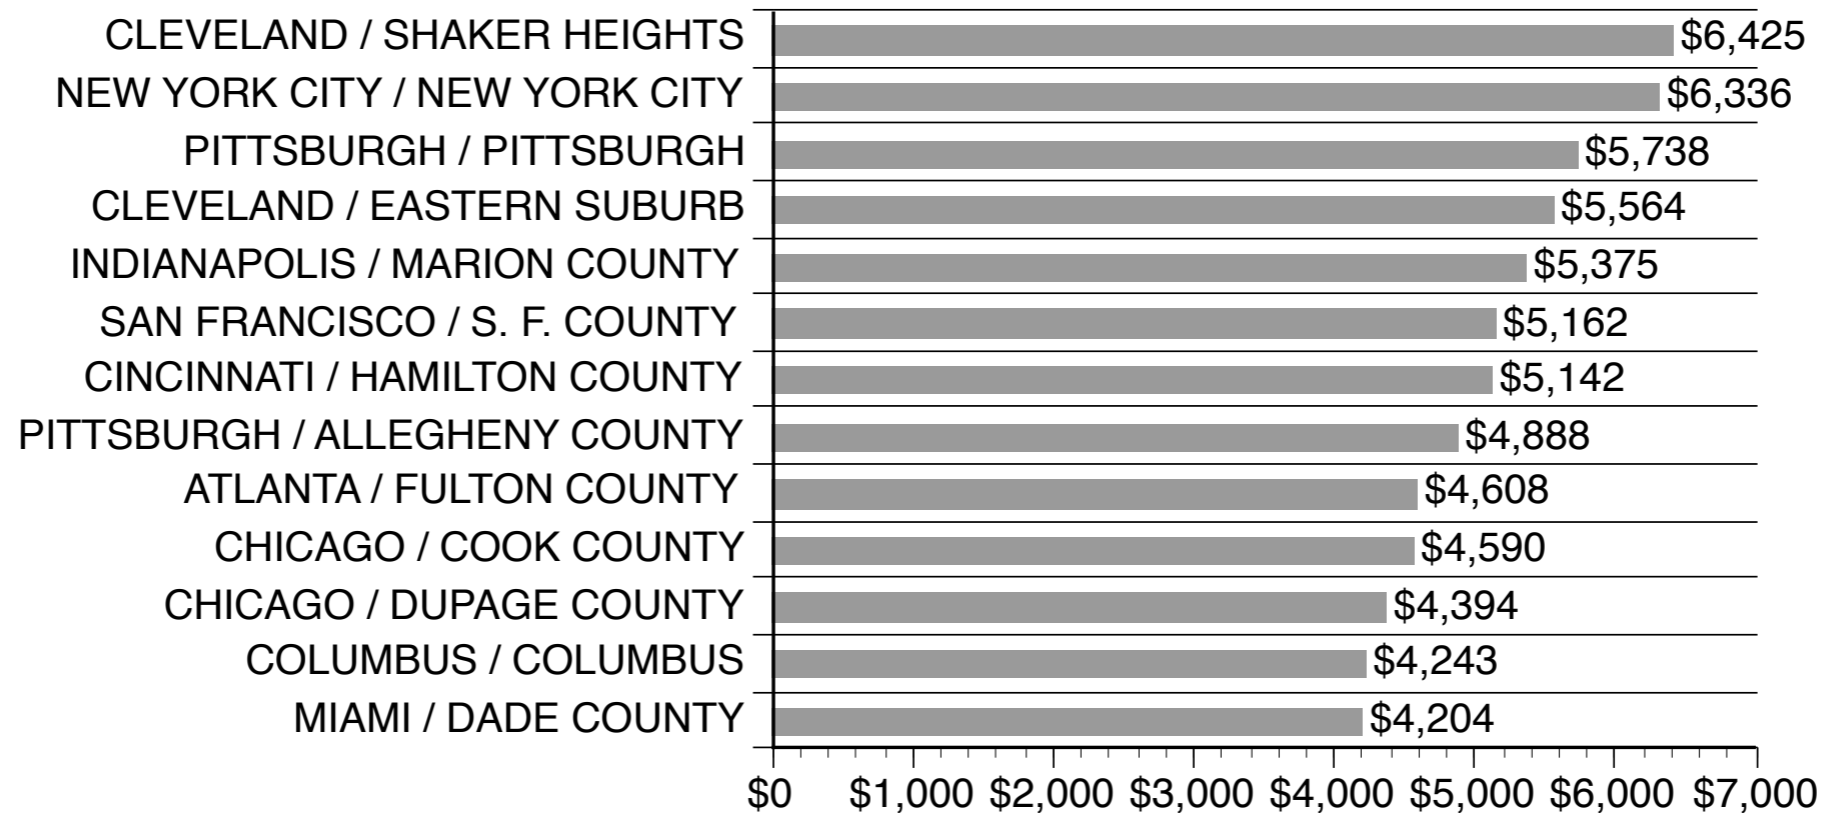 CLEVELAND / SHAKER HEIGHTS $6,425
NEW YORK CITY / NEW YORK CITY $6,336
PITTSBURGH / PITTSBURGH $5,738
CLEVELAND / EASTERN SUBURB $5,564
INDIANAPOLIS / MARION COUNTY $5,375
SAN FRANCISCO / S. F. COUNTY $5,162
CINCINNATI / HAMILTON COUNTY $5,142
PITTSBURGH / ALLEGHENY COUNTY $4,888
ATLANTA / FULTON COUNTY $4,608
CHICAGO / COOK COUNTY $4,590
CHICAGO / DUPAGE COUNTY $4,394
COLUMBUS / COLUMBUS $4,243
MIAMI / DADE COUNTY $4,204
$0 $1,000 $2,000 $3,000 $4,000 $5,000 $6,000 $7,000